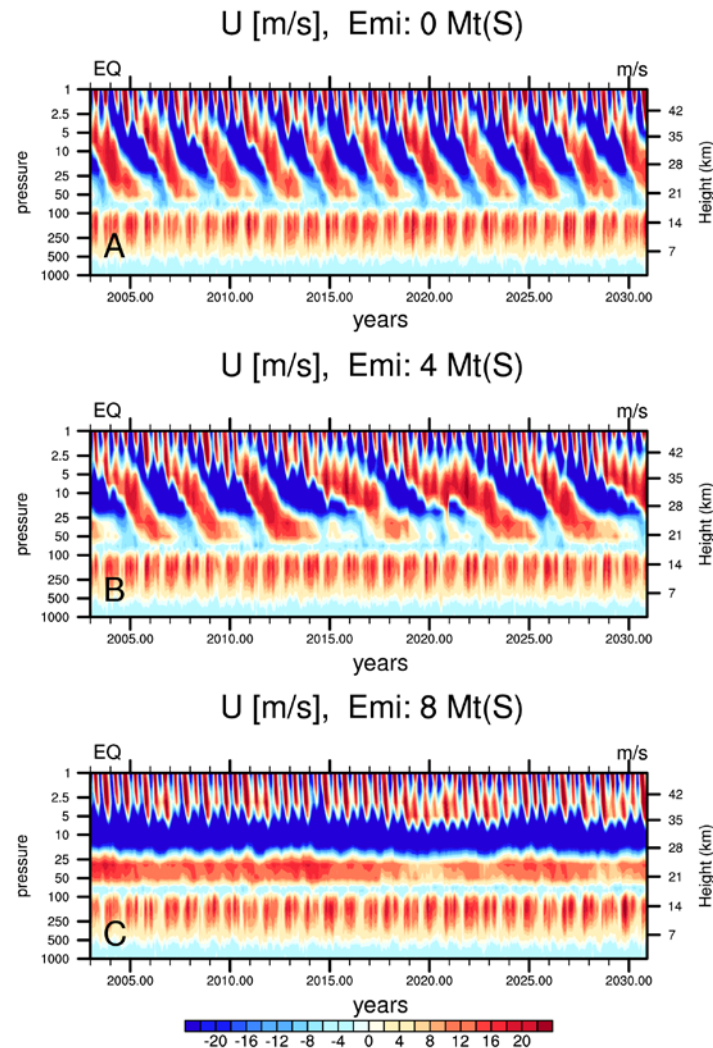 U [m/s], Emi: 0 Mt(S)
EQ m/s
1
2.5
5
10
25
50
100
250
500
1000
pressure
A
42
35
28
21
14
7
Height (km)
2005.00 2010.00 2015.00 2020.00 2025.00 2030.00
years
U [m/s], Emi: 4 Mt(S)
EQ m/s
1
2.5
5
10
25
50
100
250
500
1000
pressure
B
42
35
28
21
14
7
Height (km)
2005.00 2010.00 2015.00 2020.00 2025.00 2030.00
years
U [m/s], Emi: 8 Mt(S)
EQ m/s
1
2.5
5
10
25
50
100
250
500
1000
pressure
C
42
35
28
21
14
7
Height (km)
2005.00 2010.00 2015.00 2020.00 2025.00 2030.00
years
-20 -16 -12 -8 -4 0 4 8 12 16 20